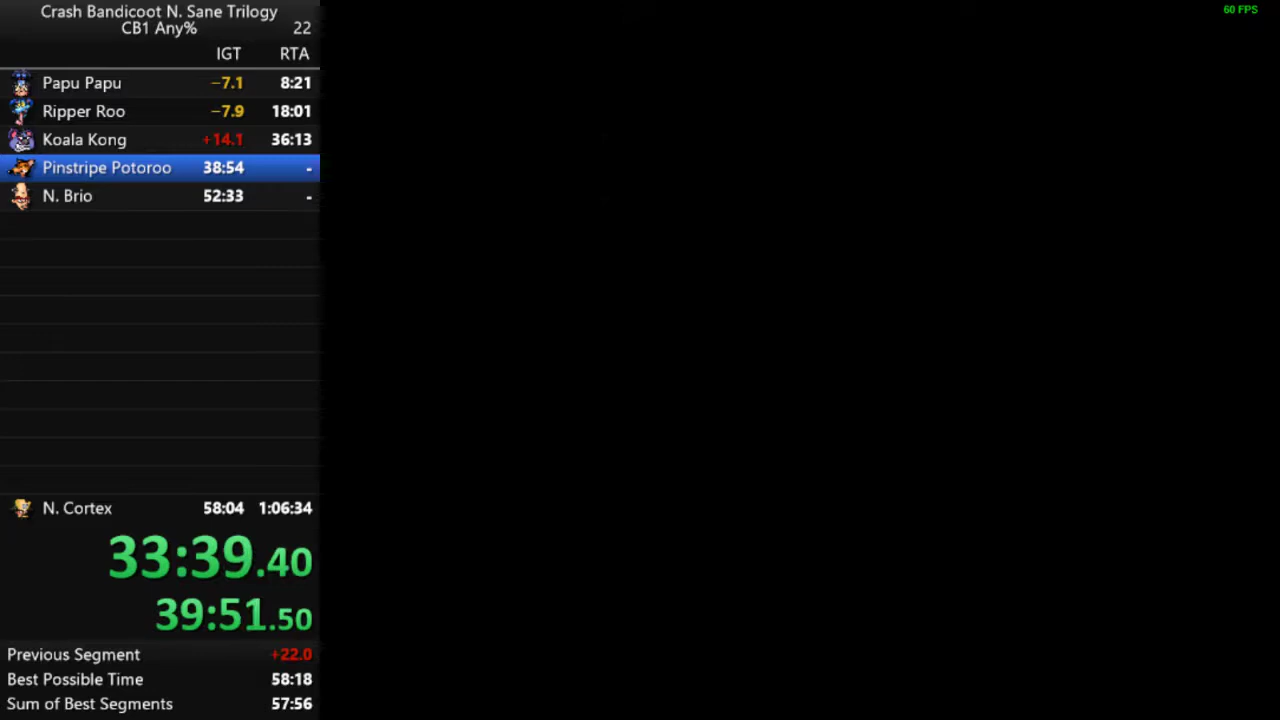 Crash Bandicoot N. Sane Trilogy
CB1 Any% 22
IGT RTA
Papu Papu −7.1 8:21
Ripper Roo −7.9 18:01
Koala Kong +14.1 36:13
Pinstripe Potoroo 38:54 -
N. Brio 52:33 -
N. Cortex 58:04 1:06:34
33:39.40
39:51.50
Previous Segment +22.0
Best Possible Time 58:18
Sum of Best Segments 57:56
60 FPS